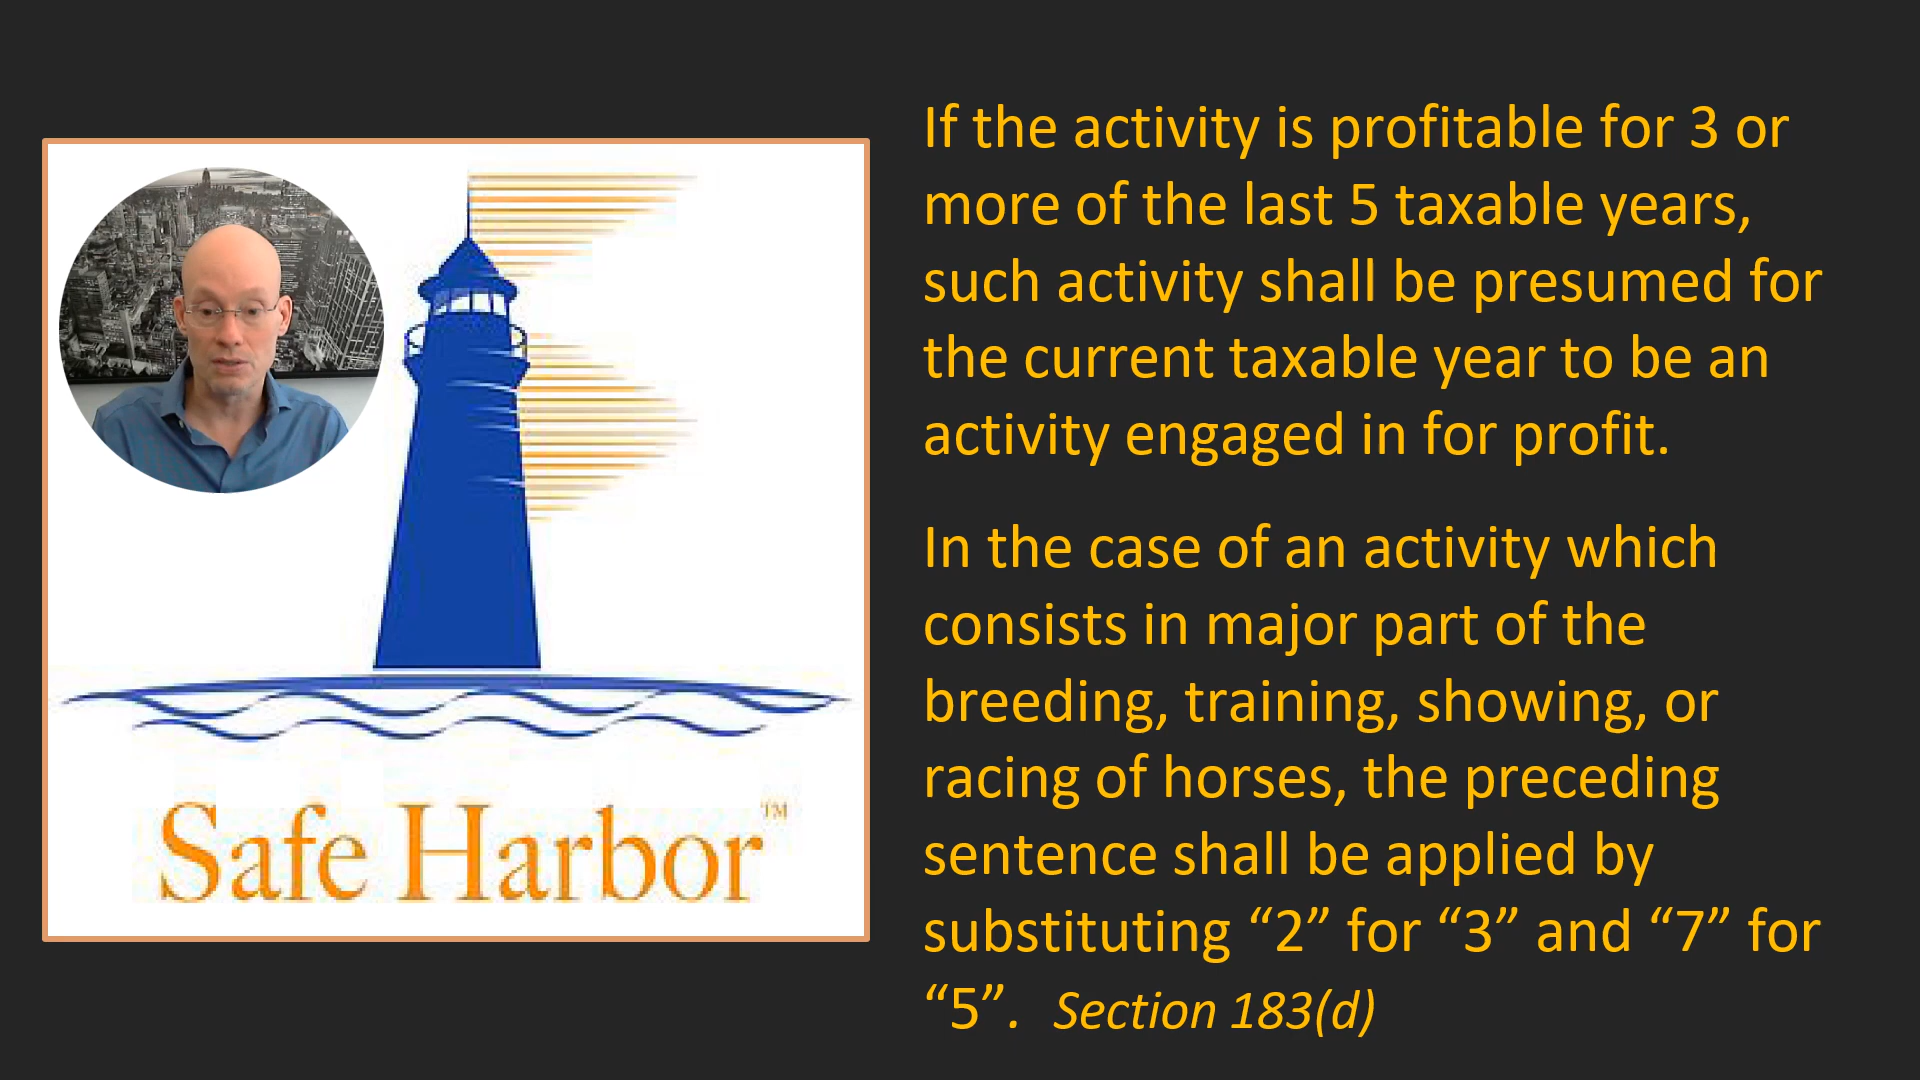 If the activity is profitable for 3 or
more of the last 5 taxable years,
such activity shall be presumed for
the current taxable year to be an
activity engaged in for profit.
In the case of an activity which
consists in major part of the
breeding, training, showing, or
racing of horses, the preceding
sentence shall be applied by
substituting “2” for “3” and “7” for
“5”. Section 183(d)
Safe Harbor™